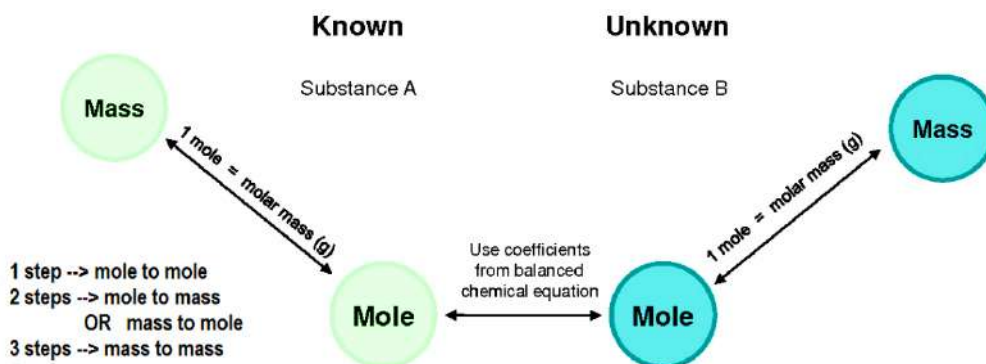 Known
Unknown
Substance A
Substance B
Mass
Mass
1 mole = molar mass (g)
1 mole = molar mass (g)
Use coefficients
from balanced
chemical equation
Mole
Mole
1 step --> mole to mole
2 steps --> mole to mass
OR mass to mole
3 steps --> mass to mass